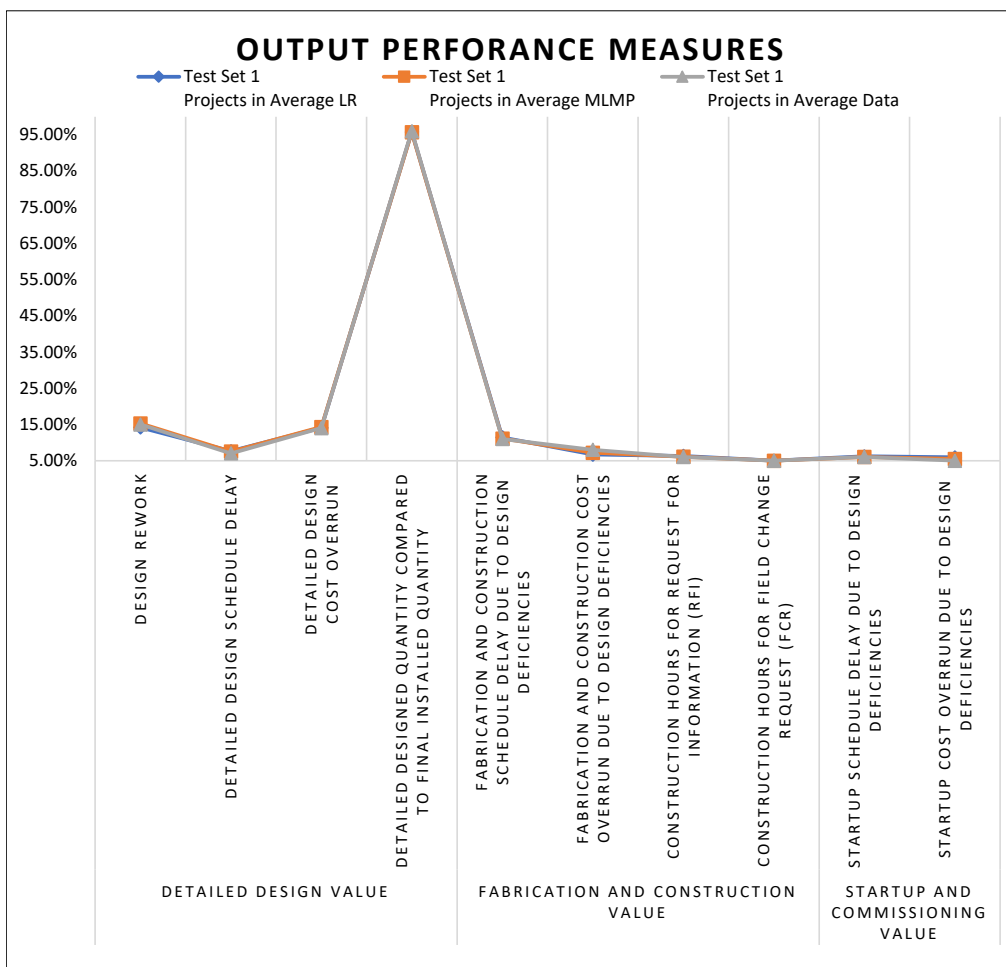 OUTPUT PERFORANCE MEASURES
Test Set 1
Projects in Average LR
Test Set 1
Projects in Average MLMP
Test Set 1
Projects in Average Data
95.00%
85.00%
75.00%
65.00%
55.00%
45.00%
35.00%
25.00%
15.00%
5.00%
DESIGN REWORK
DETAILED DESIGN SCHEDULE DELAY
DETAILED DESIGN
COST OVERRUN
DETAILED DESIGNED QUANTITY COMPARED
TO FINAL INSTALLED QUANTITY
FABRICATION AND CONSTRUCTION
SCHEDULE DELAY DUE TO DESIGN
DEFICIENCIES
FABRICATION AND CONSTRUCTION COST
OVERRUN DUE TO DESIGN DEFICIENCIES
CONSTRUCTION HOURS FOR REQUEST FOR
INFORMATION (RFI)
CONSTRUCTION HOURS FOR FIELD CHANGE
REQUEST (FCR)
STARTUP SCHEDULE DELAY DUE TO DESIGN
DEFICIENCIES
STARTUP COST OVERRUN DUE TO DESIGN
DEFICIENCIES
DETAILED DESIGN VALUE
FABRICATION AND CONSTRUCTION
VALUE
STARTUP AND
COMMISSIONING
VALUE